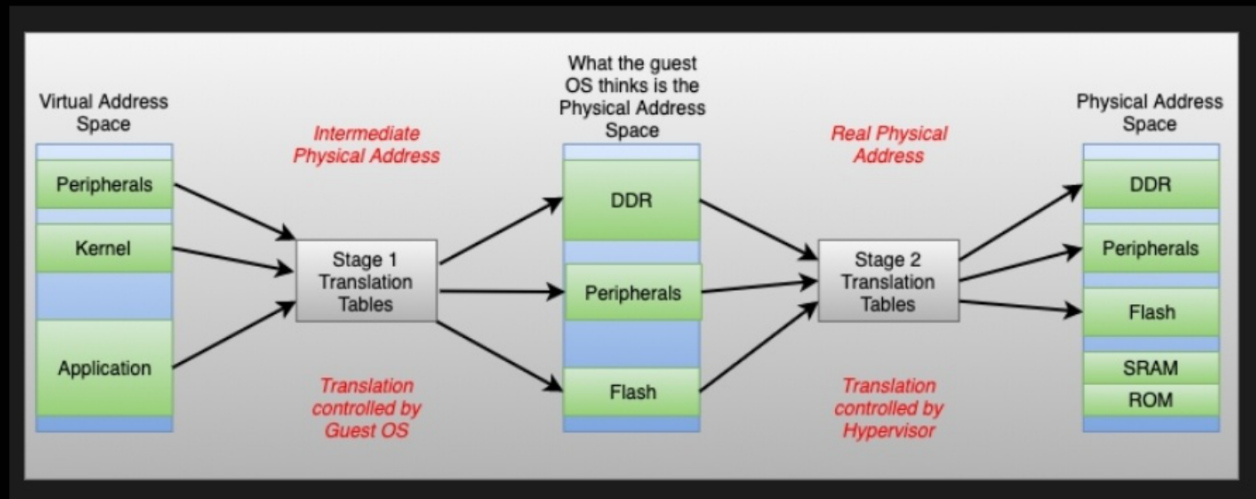 Virtual Address
Space
Peripherals
Kernel
Application
Intermediate
Physical Address
Stage 1
Translation
Tables
Translation
controlled by
Guest OS
What the guest
OS thinks is the
Physical Address
Space
DDR
Peripherals
Flash
Real Physical
Address
Stage 2
Translation
Tables
Translation
controlled by
Hypervisor
Physical Address
Space
DDR
Peripherals
Flash
SRAM
ROM